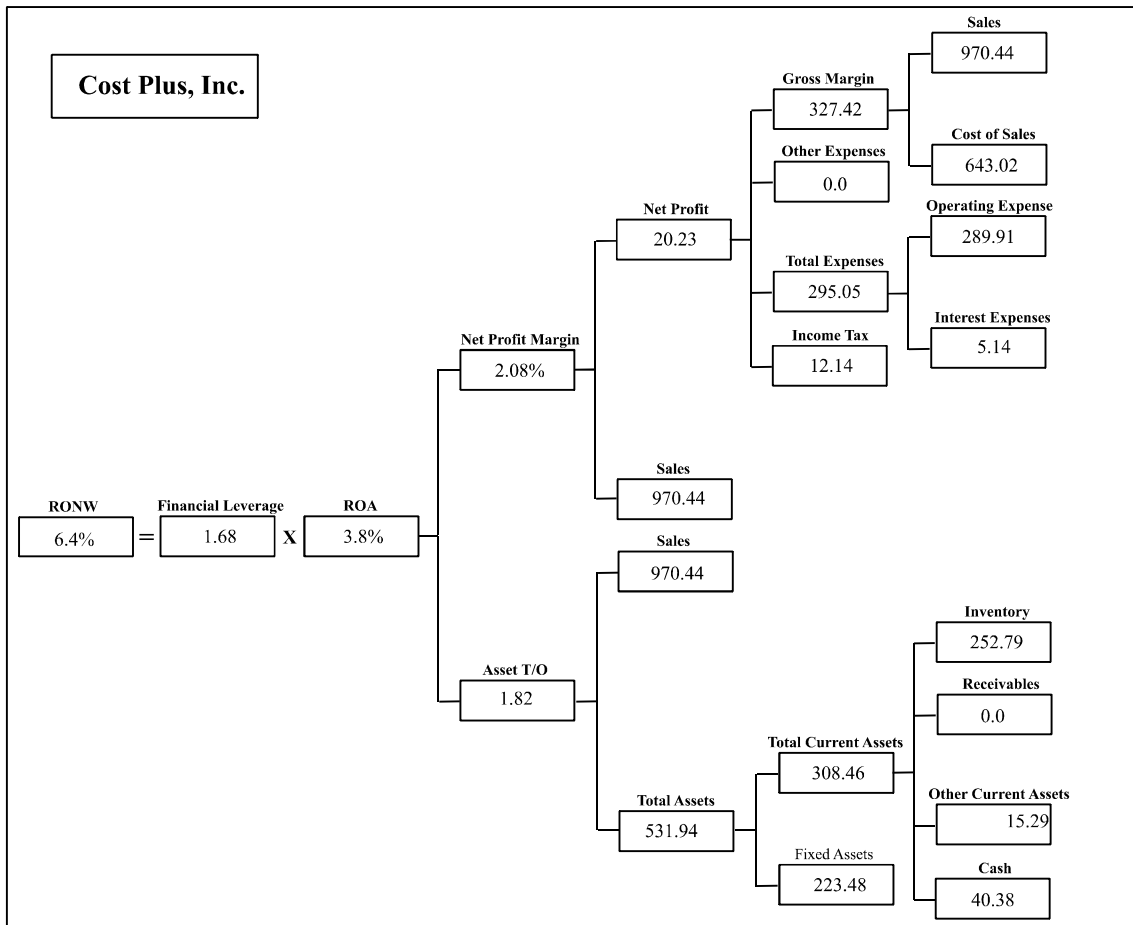 Cost Plus, Inc.
Sales
970.44
Gross Margin
327.42
Cost of Sales
643.02
Other Expenses
0.0
Net Profit
20.23
Operating Expense
289.91
Total Expenses
295.05
Interest Expenses
5.14
Income Tax
12.14
Net Profit Margin
2.08%
Sales
970.44
RONW
6.4%
=
Financial Leverage
1.68
X
ROA
3.8%
Sales
970.44
Asset T/O
1.82
Inventory
252.79
Receivables
0.0
Total Current Assets
308.46
Total Assets
531.94
Other Current Assets
15.29
Fixed Assets
223.48
Cash
40.38